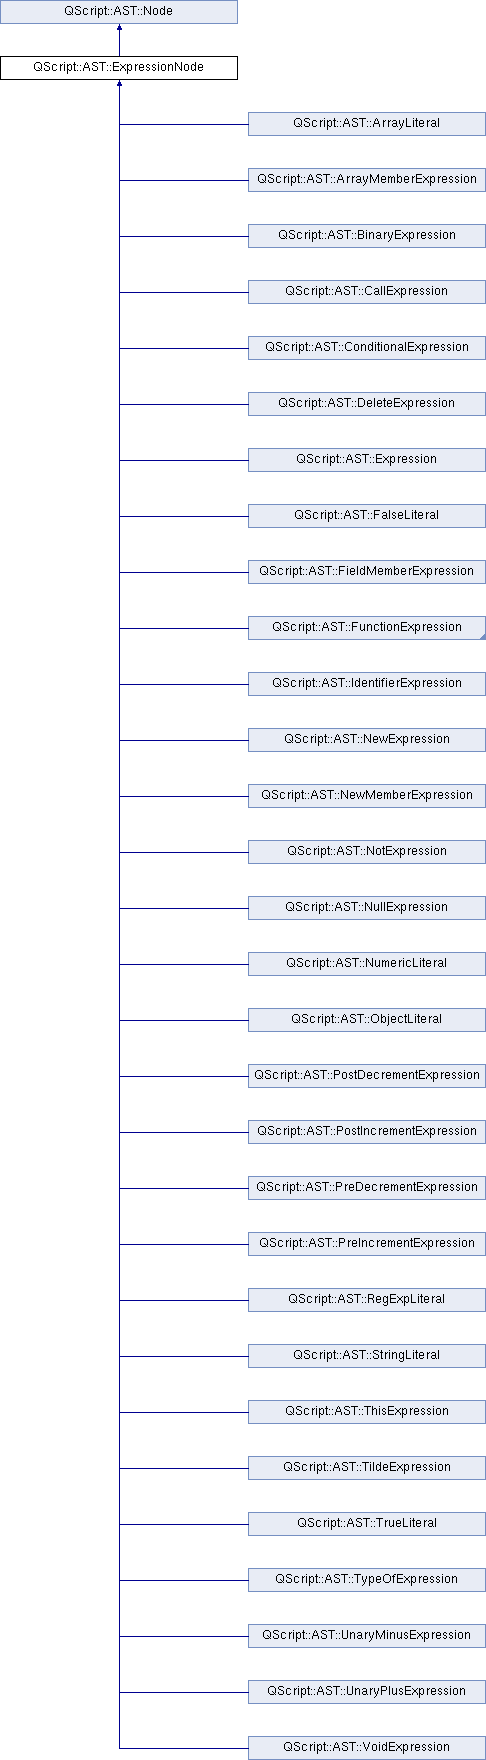 QScript::AST::Node
QScript::AST::ExpressionNode
QScript::AST::ArrayLiteral
QScript::AST::ArrayMemberExpression
QScript::AST::BinaryExpression
QScript::AST::CallExpression
QScript::AST::ConditionalExpression
QScript::AST::DeleteExpression
QScript::AST::Expression
QScript::AST::FalseLiteral
QScript::AST::FieldMemberExpression
QScript::AST::FunctionExpression
QScript::AST::IdentifierExpression
QScript::AST::NewExpression
QScript::AST::NewMemberExpression
QScript::AST::NotExpression
QScript::AST::NullExpression
QScript::AST::NumericLiteral
QScript::AST::ObjectLiteral
QScript::AST::PostDecrementExpression
QScript::AST::PostIncrementExpression
QScript::AST::PreDecrementExpression
QScript::AST::PreIncrementExpression
QScript::AST::RegExpLiteral
QScript::AST::StringLiteral
QScript::AST::ThisExpression
QScript::AST::TildeExpression
QScript::AST::TrueLiteral
QScript::AST::TypeOfExpression
QScript::AST::UnaryMinusExpression
QScript::AST::UnaryPlusExpression
QScript::AST::VoidExpression